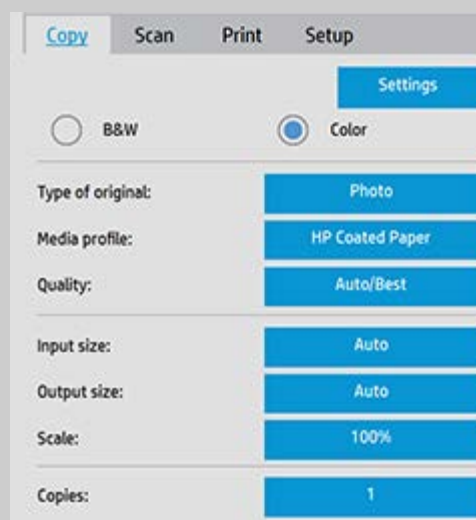 Copy Scan Print Setup
Settings
B&W Color
Type of original: Photo
Media profile: HP Coated Paper
Quality: Auto/Best
Input size: Auto
Output size: Auto
Scale: 100%
Copies: 1